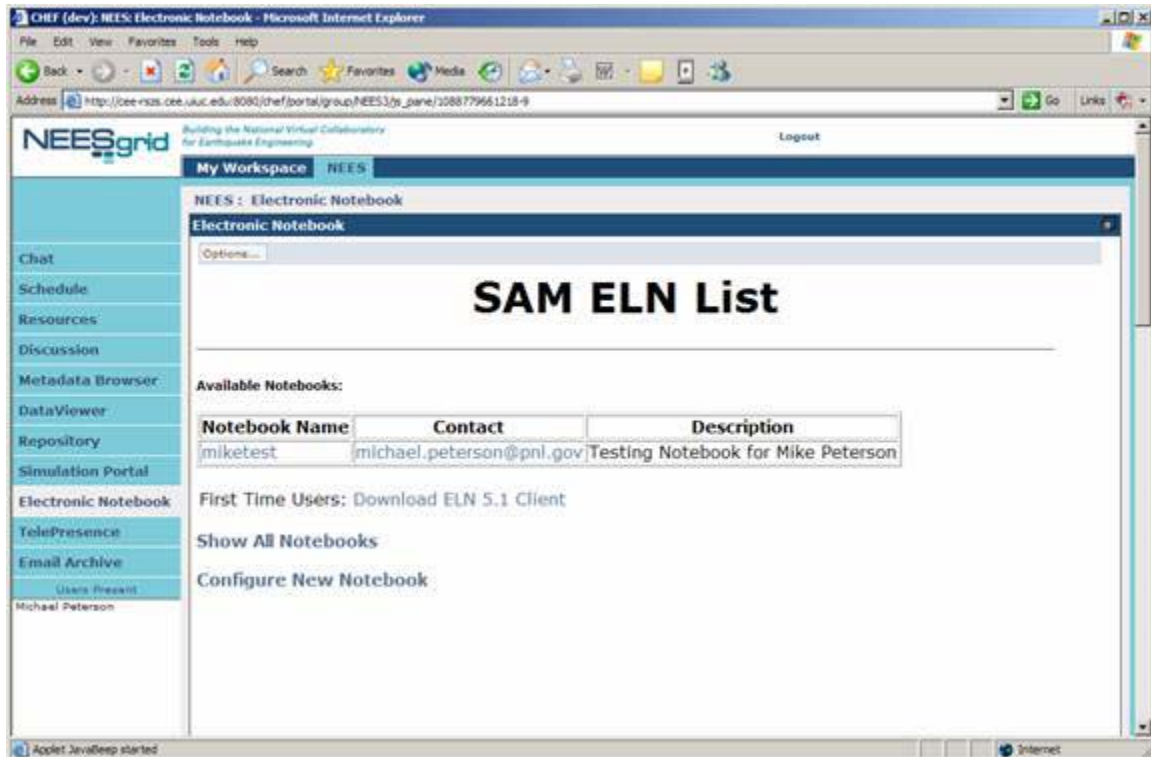 CHEF (dev): NEES: Electronic Notebook - Microsoft Internet Explorer
File Edit View Favorites Tools Help
Back Search Favorites Media
Address http://cee-rszs.cee.uiuc.edu:8080/chef/portal/group/NEES3/js_pane/1088779661218-9 Go Links
NEESgrid
Building the National Virtual Collaboratory
for Earthquake Engineering
Logout
My Workspace NEES
NEES : Electronic Notebook
Electronic Notebook
Options...
Chat
Schedule
Resources
Discussion
Metadata Browser
DataViewer
Repository
Simulation Portal
Electronic Notebook
TelePresence
Email Archive
Users Present
Michael Peterson
SAM ELN List
Available Notebooks:
Notebook Name Contact Description
miketest michael.peterson@pnl.gov Testing Notebook for Mike Peterson
First Time Users: Download ELN 5.1 Client
Show All Notebooks
Configure New Notebook
Applet JavaBeep started
Internet